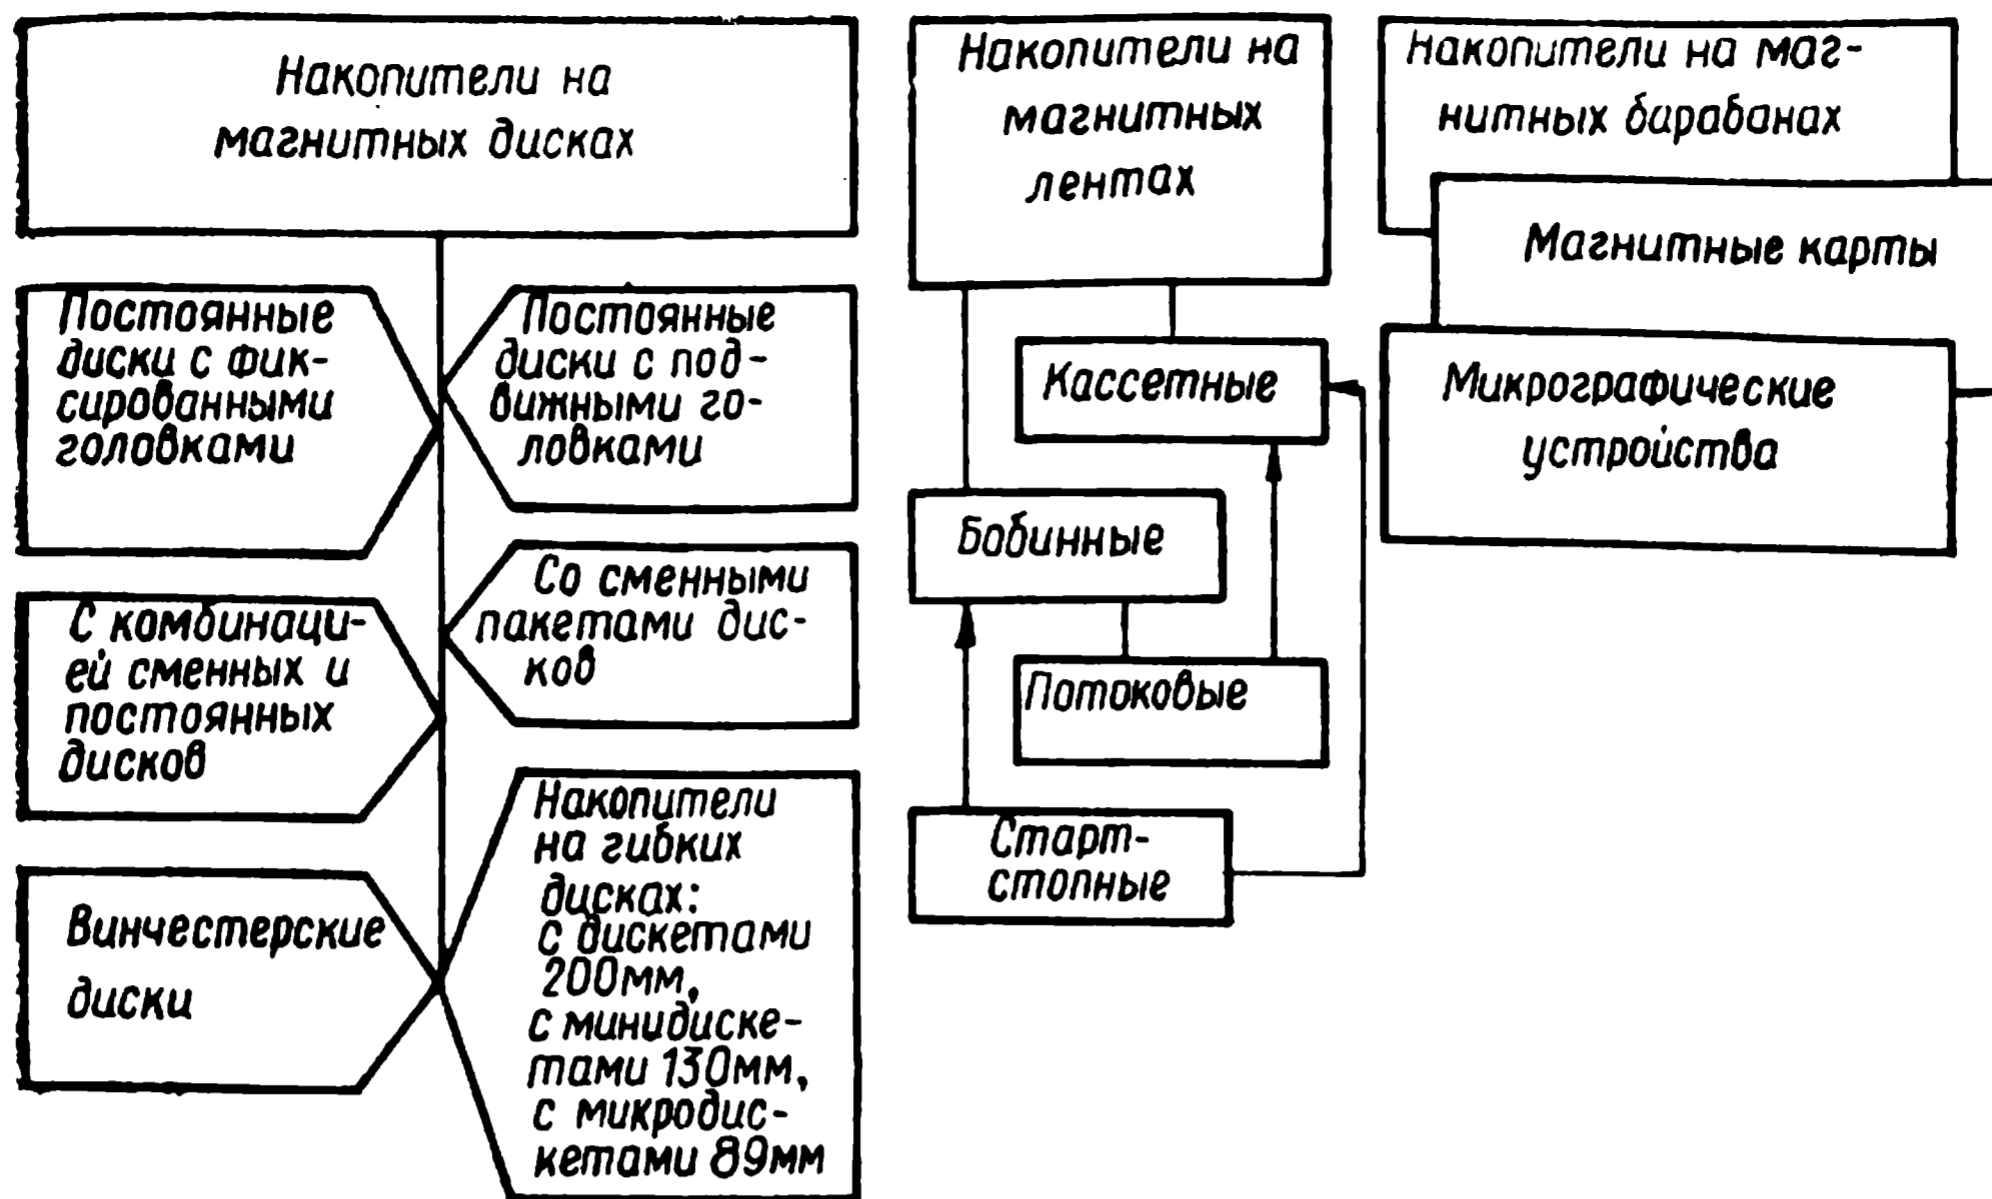 Накопители на
магнитных дисках
Постоянные
диски с фик-
сированными
головками
Постоянные
диски с под-
вижными го-
ловками
Со сменными
пакетами дис-
ков
С комбинаци-
ей сменных и
постоянных
дисков
Винчестерские
диски
Накопители
на гибких
дисках:
с дискетами
200мм,
с минидиске-
тами 130мм,
с микродис-
кетами 89мм
Накопители на
магнитных
лентах
Кассетные
Бобинные
Потоковые
Старт-
стопные
Накопители на маг-
нитных барабанах
Магнитные карты
Микрографические
устройства